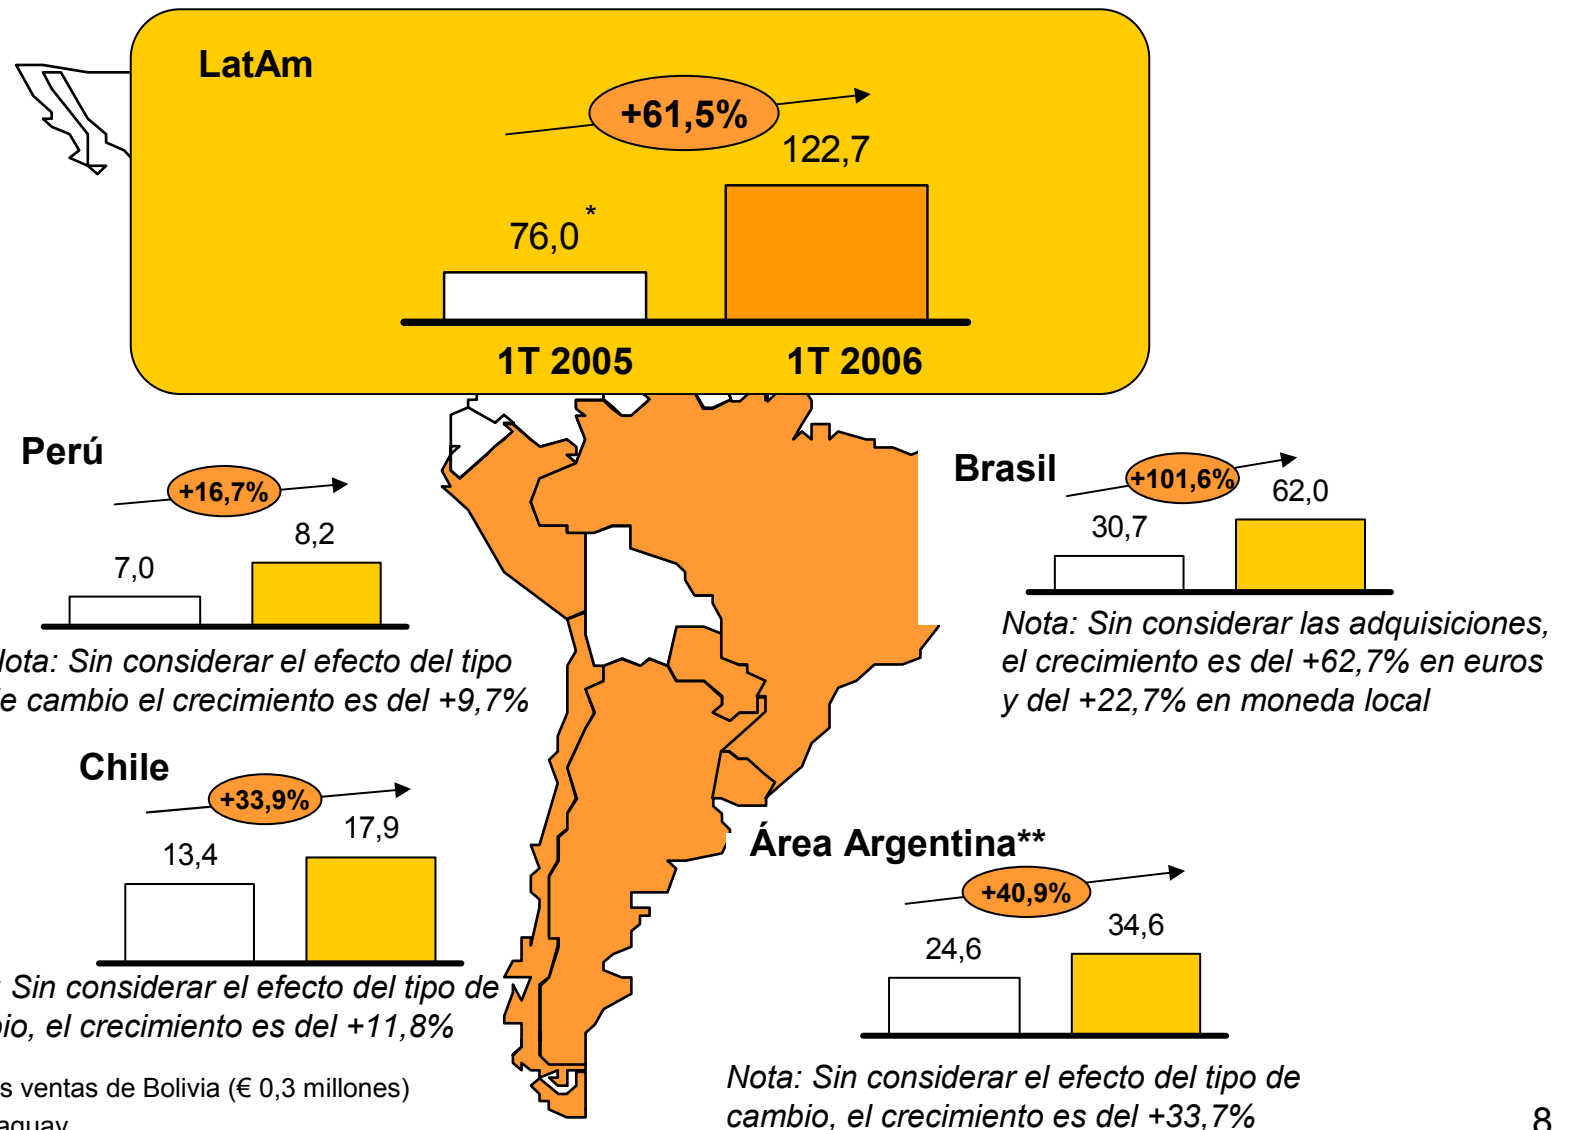 LatAm
+61,5%
122,7
76,0 *
1T 2005 1T 2006
Perú
+16,7%
8,2
7,0
Sin considerar el efecto del tipo
cambio el crecimiento es del +9,7%
Brasil
+101,6%
62,0
30,7
Nota: Sin considerar las adquisiciones,
el crecimiento es del +62,7% en euros
y del +22,7% en moneda local
Chile
+33,9%
17,9
13,4
Sin considerar el efecto del tipo de
el crecimiento es del +11,8%
Área Argentina**
+40,9%
34,6
24,6
Nota: Sin considerar el efecto del tipo de
cambio, el crecimiento es del +33,7%
ventas de Bolivia (€ 0,3 millones)
8